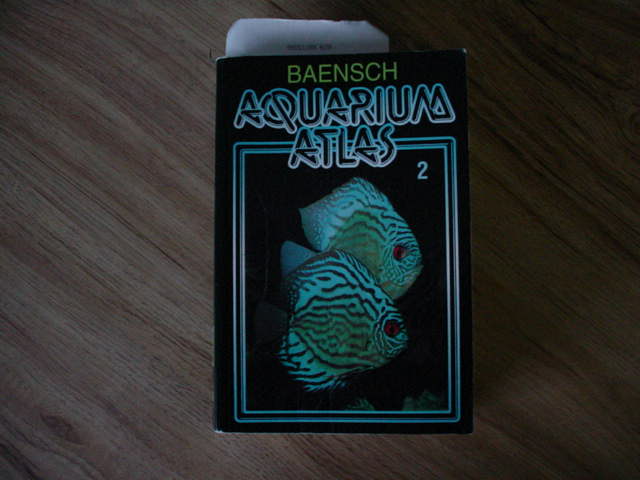 BAENSCH
AQUARIUM
ATLAS
2